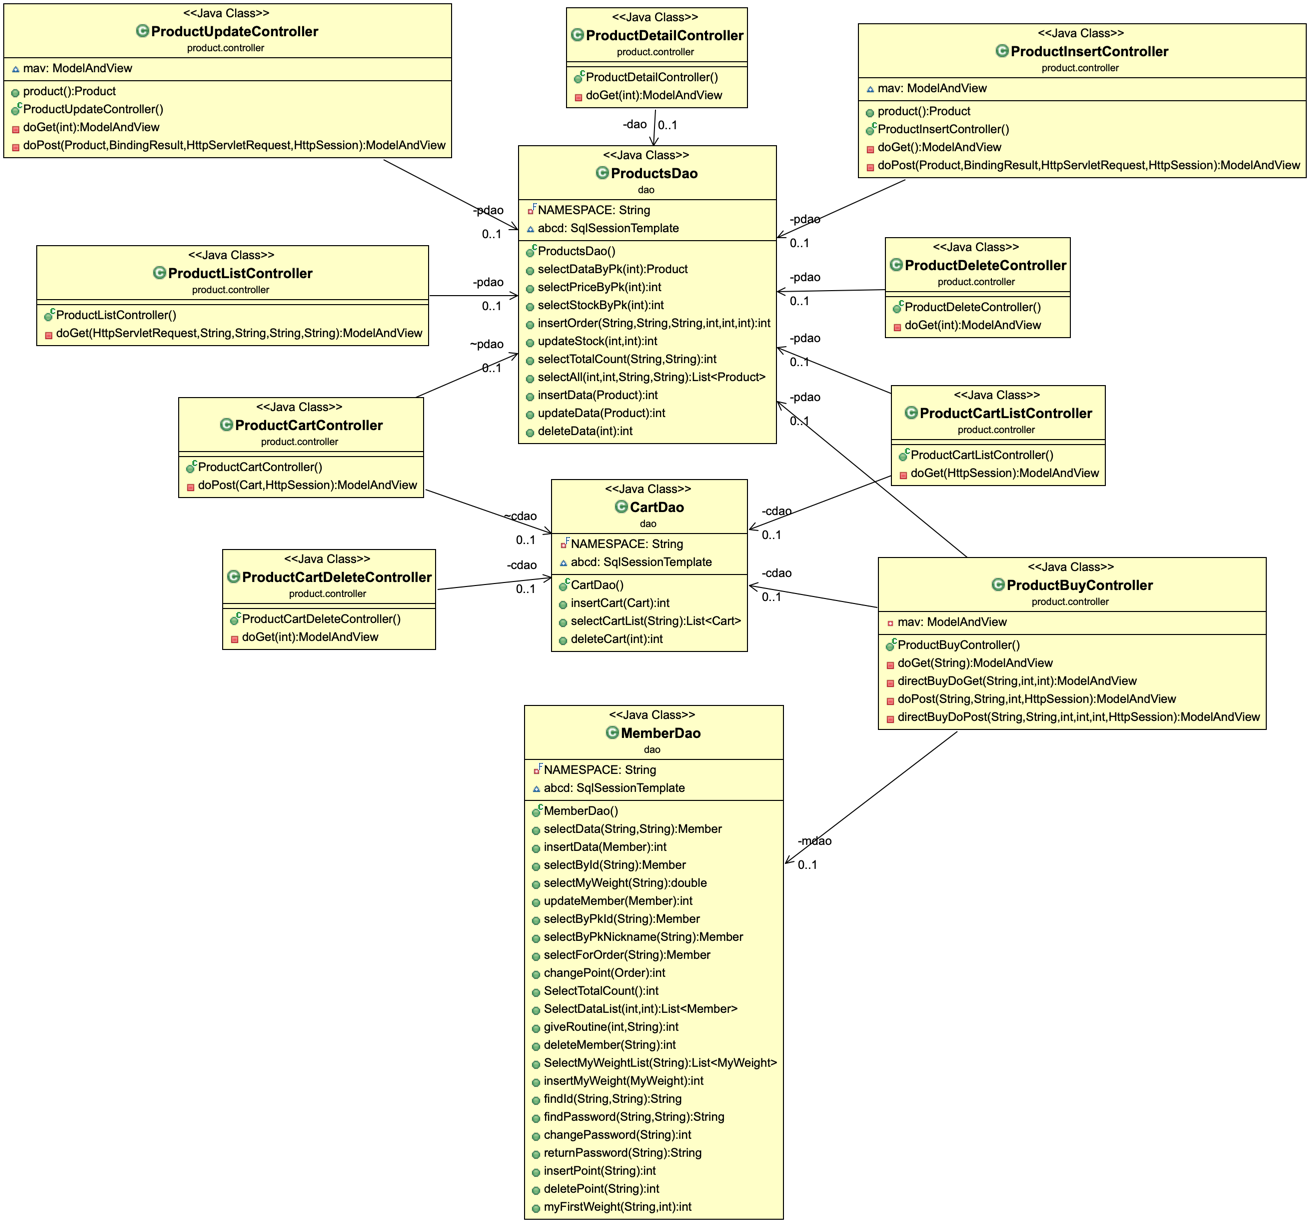 <<Java Class>>
ProductUpdateController
product.controller
mav: ModelAndView
product():Product
ProductUpdateController()
doGet(int):ModelAndView
doPost(Product,BindingResult,HttpServletRequest,HttpSession):ModelAndView
<<Java Class>>
ProductDetailController
product.controller
ProductDetailController()
doGet(int):ModelAndView
<<Java Class>>
ProductInsertController
product.controller
mav: ModelAndView
product():Product
ProductInsertController()
doGet():ModelAndView
doPost(Product,BindingResult,HttpServletRequest,HttpSession):ModelAndView
-dao
0..1
<<Java Class>>
ProductsDao
dao
NAMESPACE: String
abcd: SqlSessionTemplate
ProductsDao()
selectDataByPk(int):Product
selectPriceByPk(int):int
selectStockByPk(int):int
insertOrder(String,String,String,int,int,int):int
updateStock(int,int):int
selectTotalCount(String,String):int
selectAll(int,int,String,String):List<Product>
insertData(Product):int
updateData(Product):int
deleteData(int):int
-pdao
0..1
-pdao
0..1
<<Java Class>>
ProductListController
product.controller
ProductListController()
doGet(HttpServletRequest,String,String,String,String):ModelAndView
-pdao
0..1
<<Java Class>>
ProductDeleteController
product.controller
ProductDeleteController()
doGet(int):ModelAndView
-pdao
0..1
~pdao
0..1
-pdao
0..1
-pdao
0..1
<<Java Class>>
ProductCartController
product.controller
ProductCartController()
doPost(Cart,HttpSession):ModelAndView
<<Java Class>>
ProductCartListController
product.controller
ProductCartListController()
doGet(HttpSession):ModelAndView
~cdao
0..1
<<Java Class>>
CartDao
dao
NAMESPACE: String
abcd: SqlSessionTemplate
CartDao()
insertCart(Cart):int
selectCartList(String):List<Cart>
deleteCart(int):int
-cdao
0..1
<<Java Class>>
ProductCartDeleteController
product.controller
ProductCartDeleteController()
doGet(int):ModelAndView
-cdao
0..1
-cdao
0..1
<<Java Class>>
ProductBuyController
product.controller
mav: ModelAndView
ProductBuyController()
doGet(String):ModelAndView
directBuyDoGet(String,int,int):ModelAndView
doPost(String,String,int,HttpSession):ModelAndView
directBuyDoPost(String,String,int,int,int,HttpSession):ModelAndView
-mdao
0..1
<<Java Class>>
MemberDao
dao
NAMESPACE: String
abcd: SqlSessionTemplate
MemberDao()
selectData(String,String):Member
insertData(Member):int
selectById(String):Member
selectMyWeight(String):double
updateMember(Member):int
selectByPkId(String):Member
selectByPkNickname(String):Member
selectForOrder(String):Member
changePoint(Order):int
SelectTotalCount():int
SelectDataList(int,int):List<Member>
giveRoutine(int,String):int
deleteMember(String):int
SelectMyWeightList(String):List<MyWeight>
insertMyWeight(MyWeight):int
findId(String,String):String
findPassword(String,String):String
changePassword(String):int
returnPassword(String):String
insertPoint(String):int
deletePoint(String):int
myFirstWeight(String,int):int